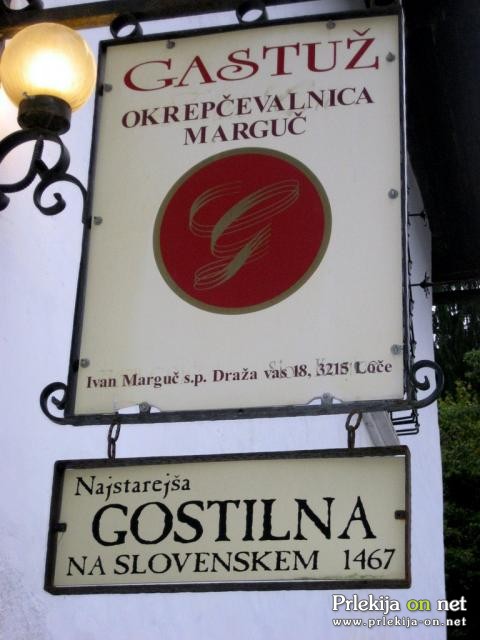 GASTUŽ
OKREPČEVALNICA
MARGUČ
G
Ivan Marguč s.p. Draža vas 18, 3215 Loče
Najstarejša
GOSTILNA
NA SLOVENSKEM 1467
Prlekija on net
www.prlekija-on.net